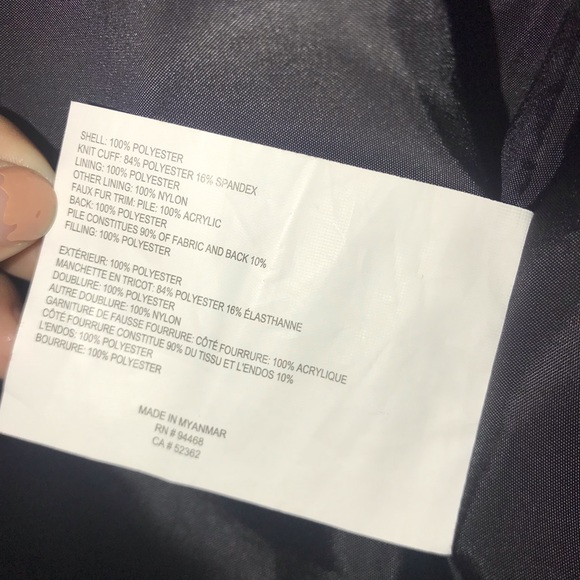 SHELL: 100% POLYESTER
KNIT CUFF: 84% POLYESTER 16% SPANDEX
LINING: 100% POLYESTER
OTHER LINING: 100% NYLON
FAUX FUR TRIM: PILE: 100% ACRYLIC
BACK: 100% POLYESTER
PILE CONSTITUES 90% OF FABRIC AND BACK 10%
FILLING: 100% POLYESTER
EXTÉRIEUR: 100% POLYESTER
MANCHETTE EN TRICOT: 84% POLYESTER 16% ÉLASTHANNE
DOUBLURE: 100% POLYESTER
AUTRE DOUBLURE: 100% NYLON
GARNITURE DE FAUSSE FOURRURE: CÔTÉ FOURRURE: 100% ACRYLIQUE
CÔTÉ FOURRURE CONSTITUE 90% DU TISSU ET L'ENDOS 10%
L'ENDOS: 100% POLYESTER
BOURRURE: 100% POLYESTER
MADE IN MYANMAR
RN # 94468
CA # 52362